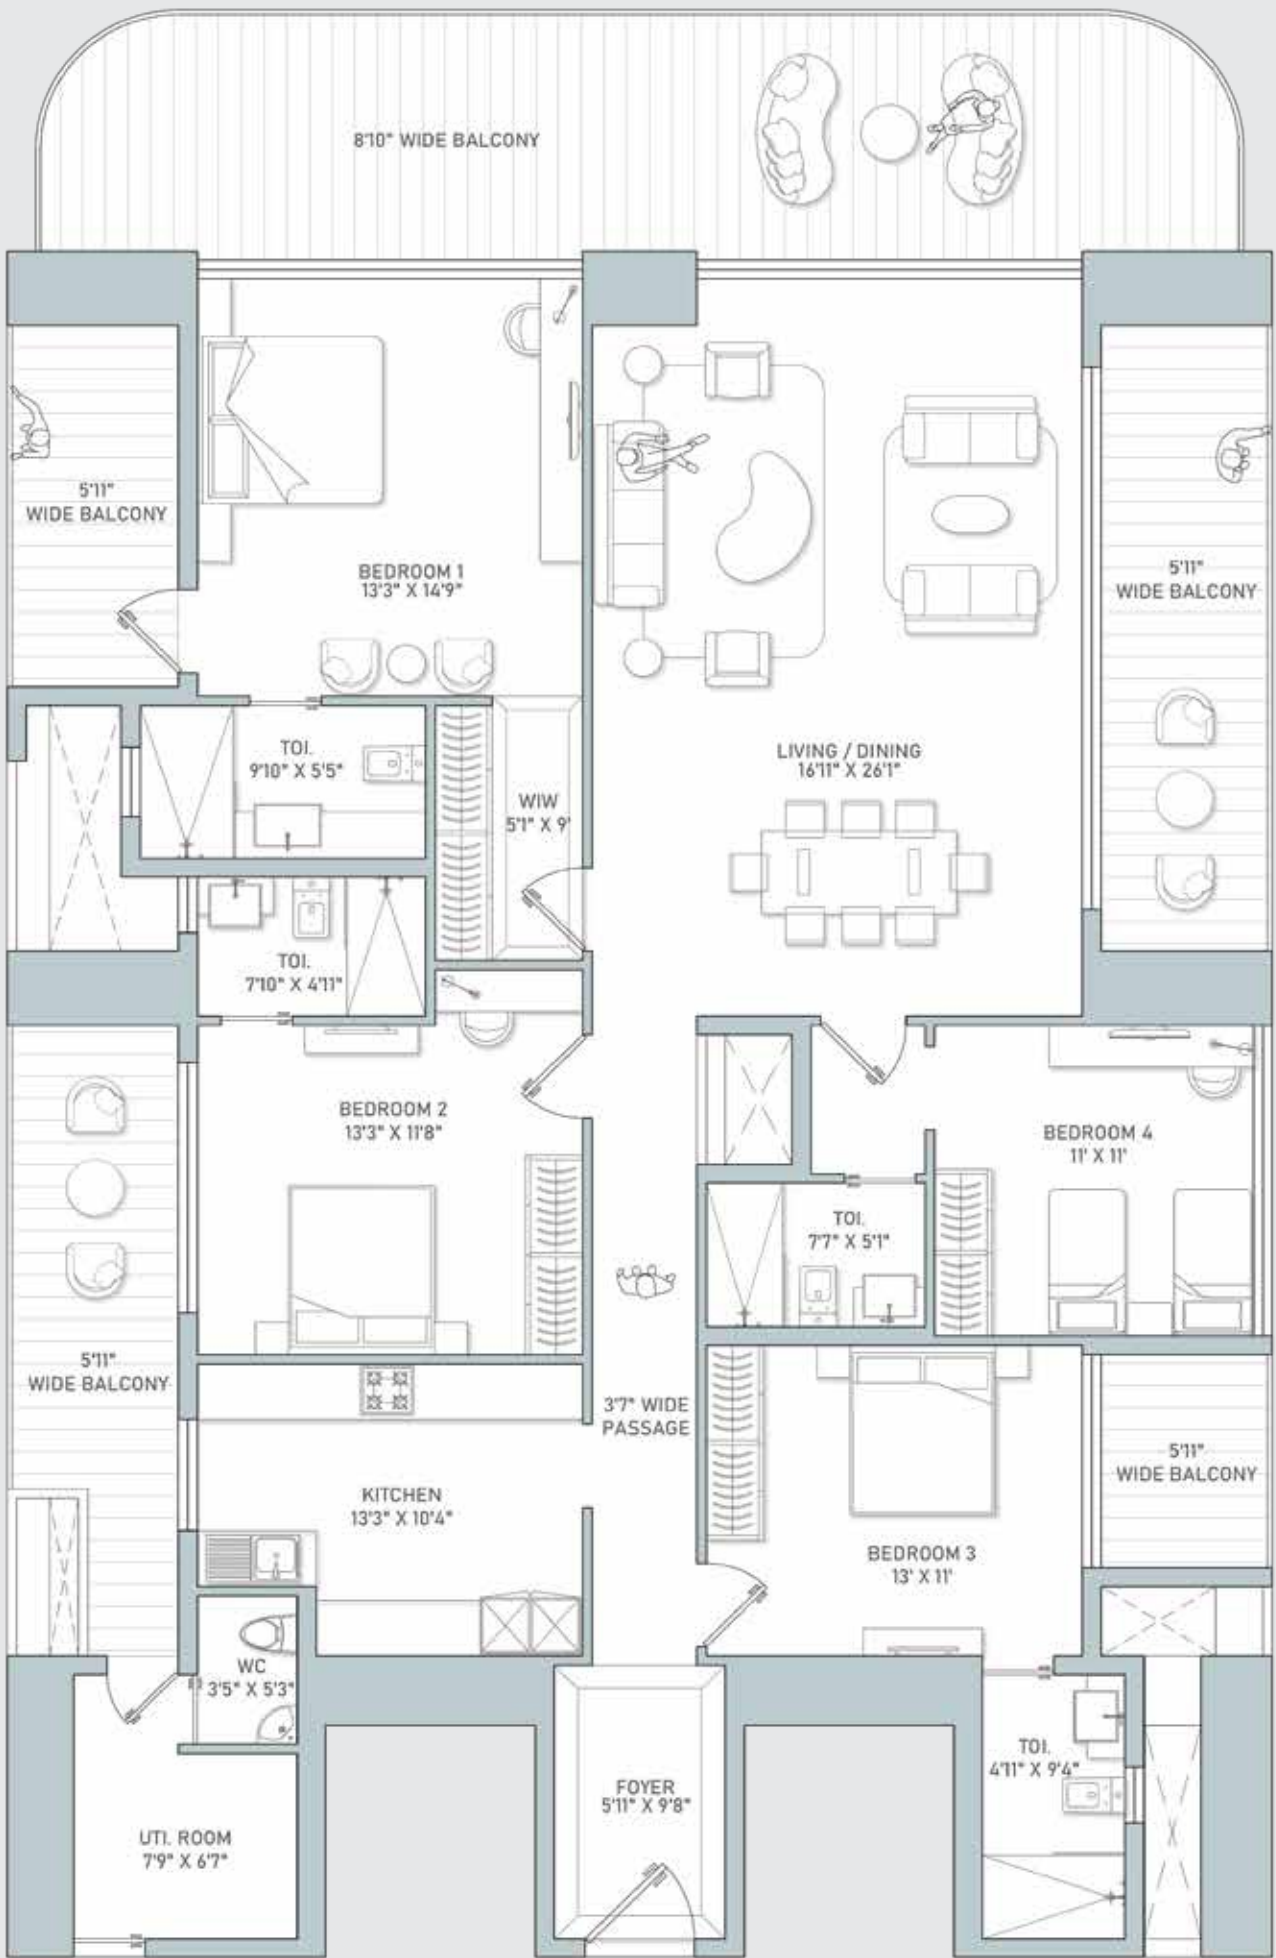 8'10" WIDE BALCONY
5'11"
WIDE BALCONY
BEDROOM 1
13'3" X 14'9"
5'11"
WIDE BALCONY
TOI.
9'10" X 5'5"
WIW
5'1" X 9'
LIVING / DINING
16'11" X 26'1"
TOI.
7'10" X 4'11"
BEDROOM 2
13'3" X 11'8"
BEDROOM 4
11' X 11'
TOI.
7'7" X 5'1"
5'11"
WIDE BALCONY
3'7" WIDE
PASSAGE
5'11"
WIDE BALCONY
KITCHEN
13'3" X 10'4"
BEDROOM 3
13' X 11'
WC
3'5" X 5'3"
TOI.
4'11" X 9'4"
FOYER
5'11" X 9'8"
UTI. ROOM
7'9" X 6'7"